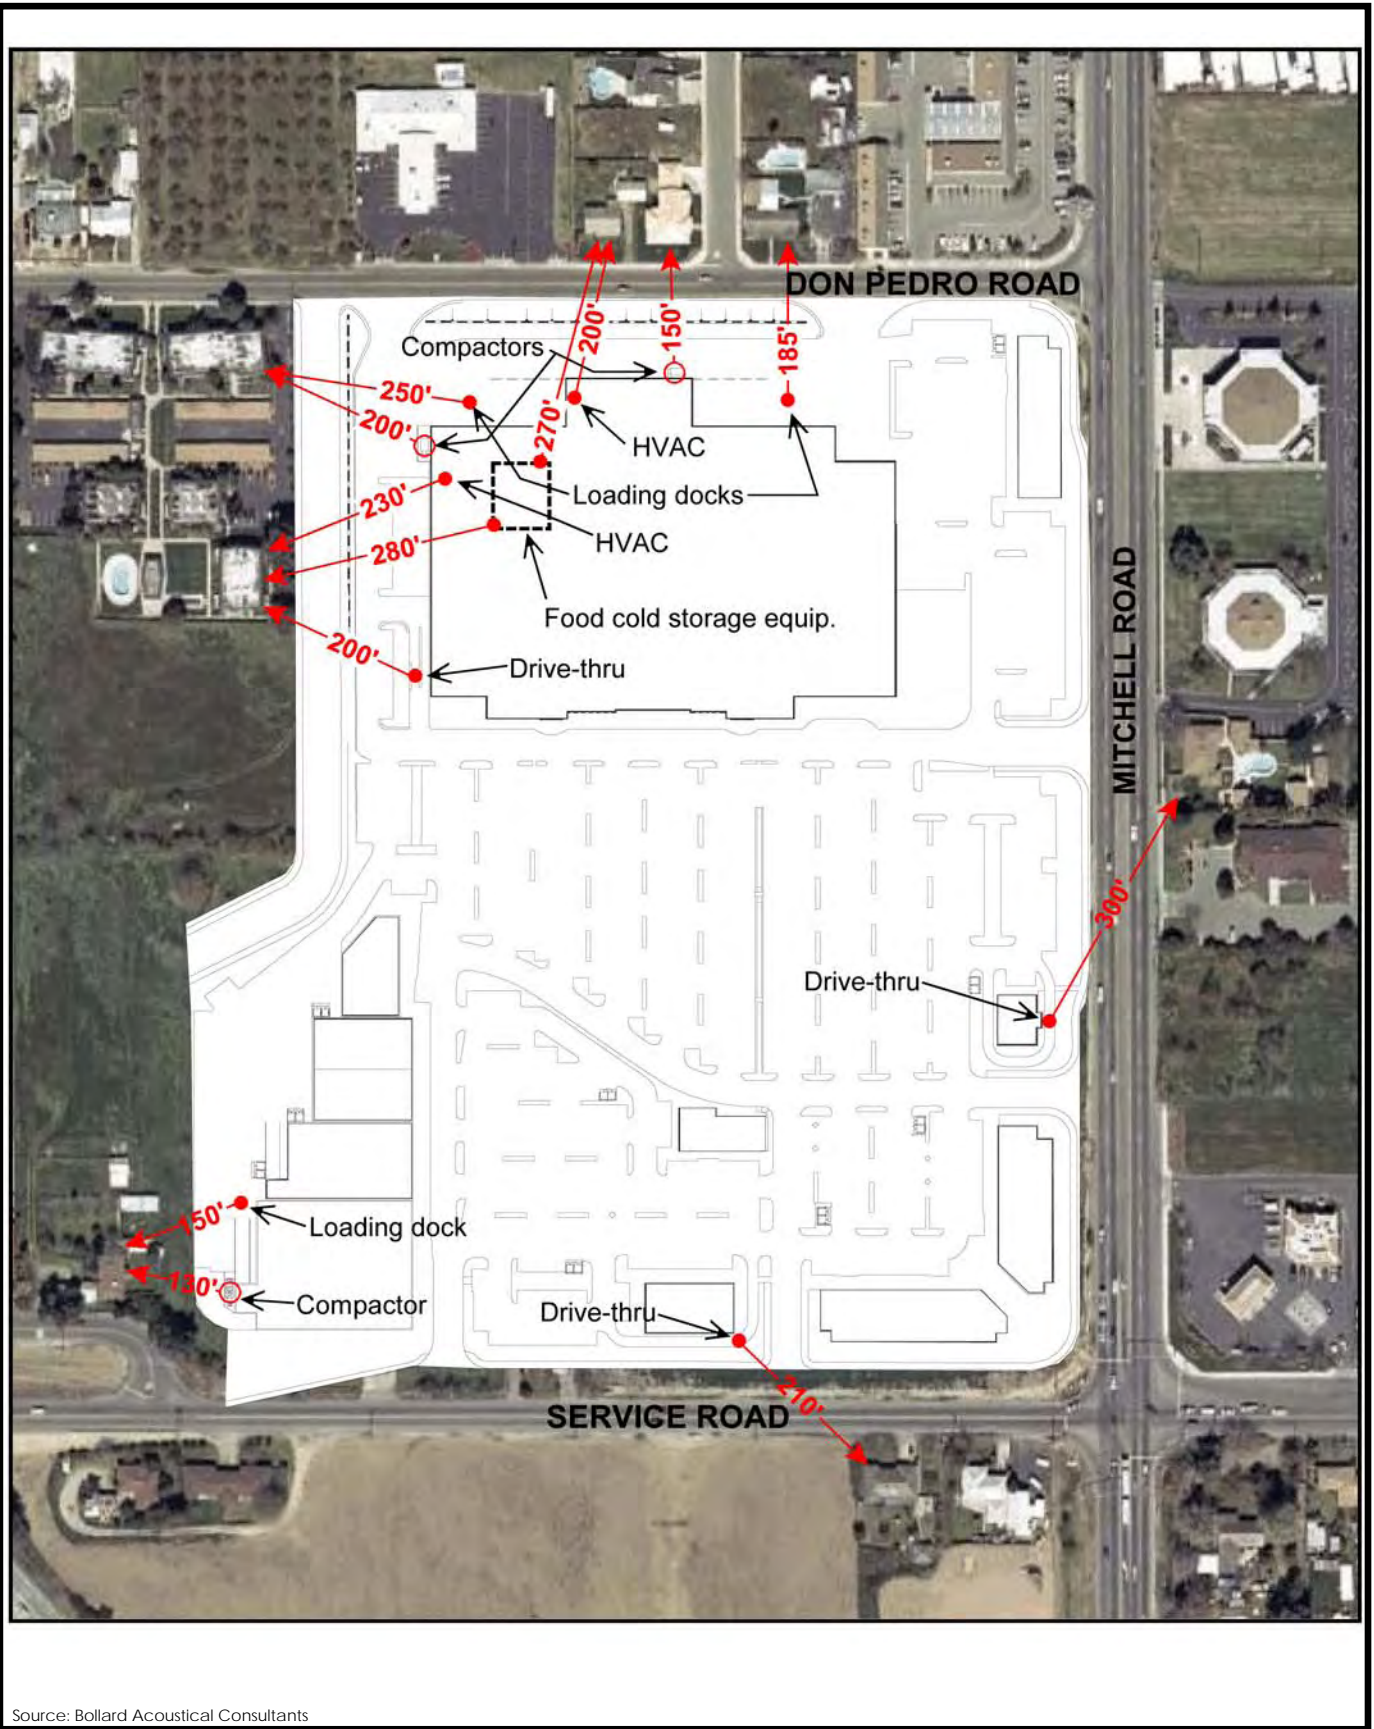 DON PEDRO ROAD
200'
150'
185'
Compactors
250'
200'
270'
HVAC
230'
Loading docks
280'
HVAC
Food cold storage equip.
200'
Drive-thru
MITCHELL ROAD
300'
Drive-thru
150'
Loading dock
130'
Compactor
Drive-thru
210'
SERVICE ROAD
Source: Bollard Acoustical Consultants